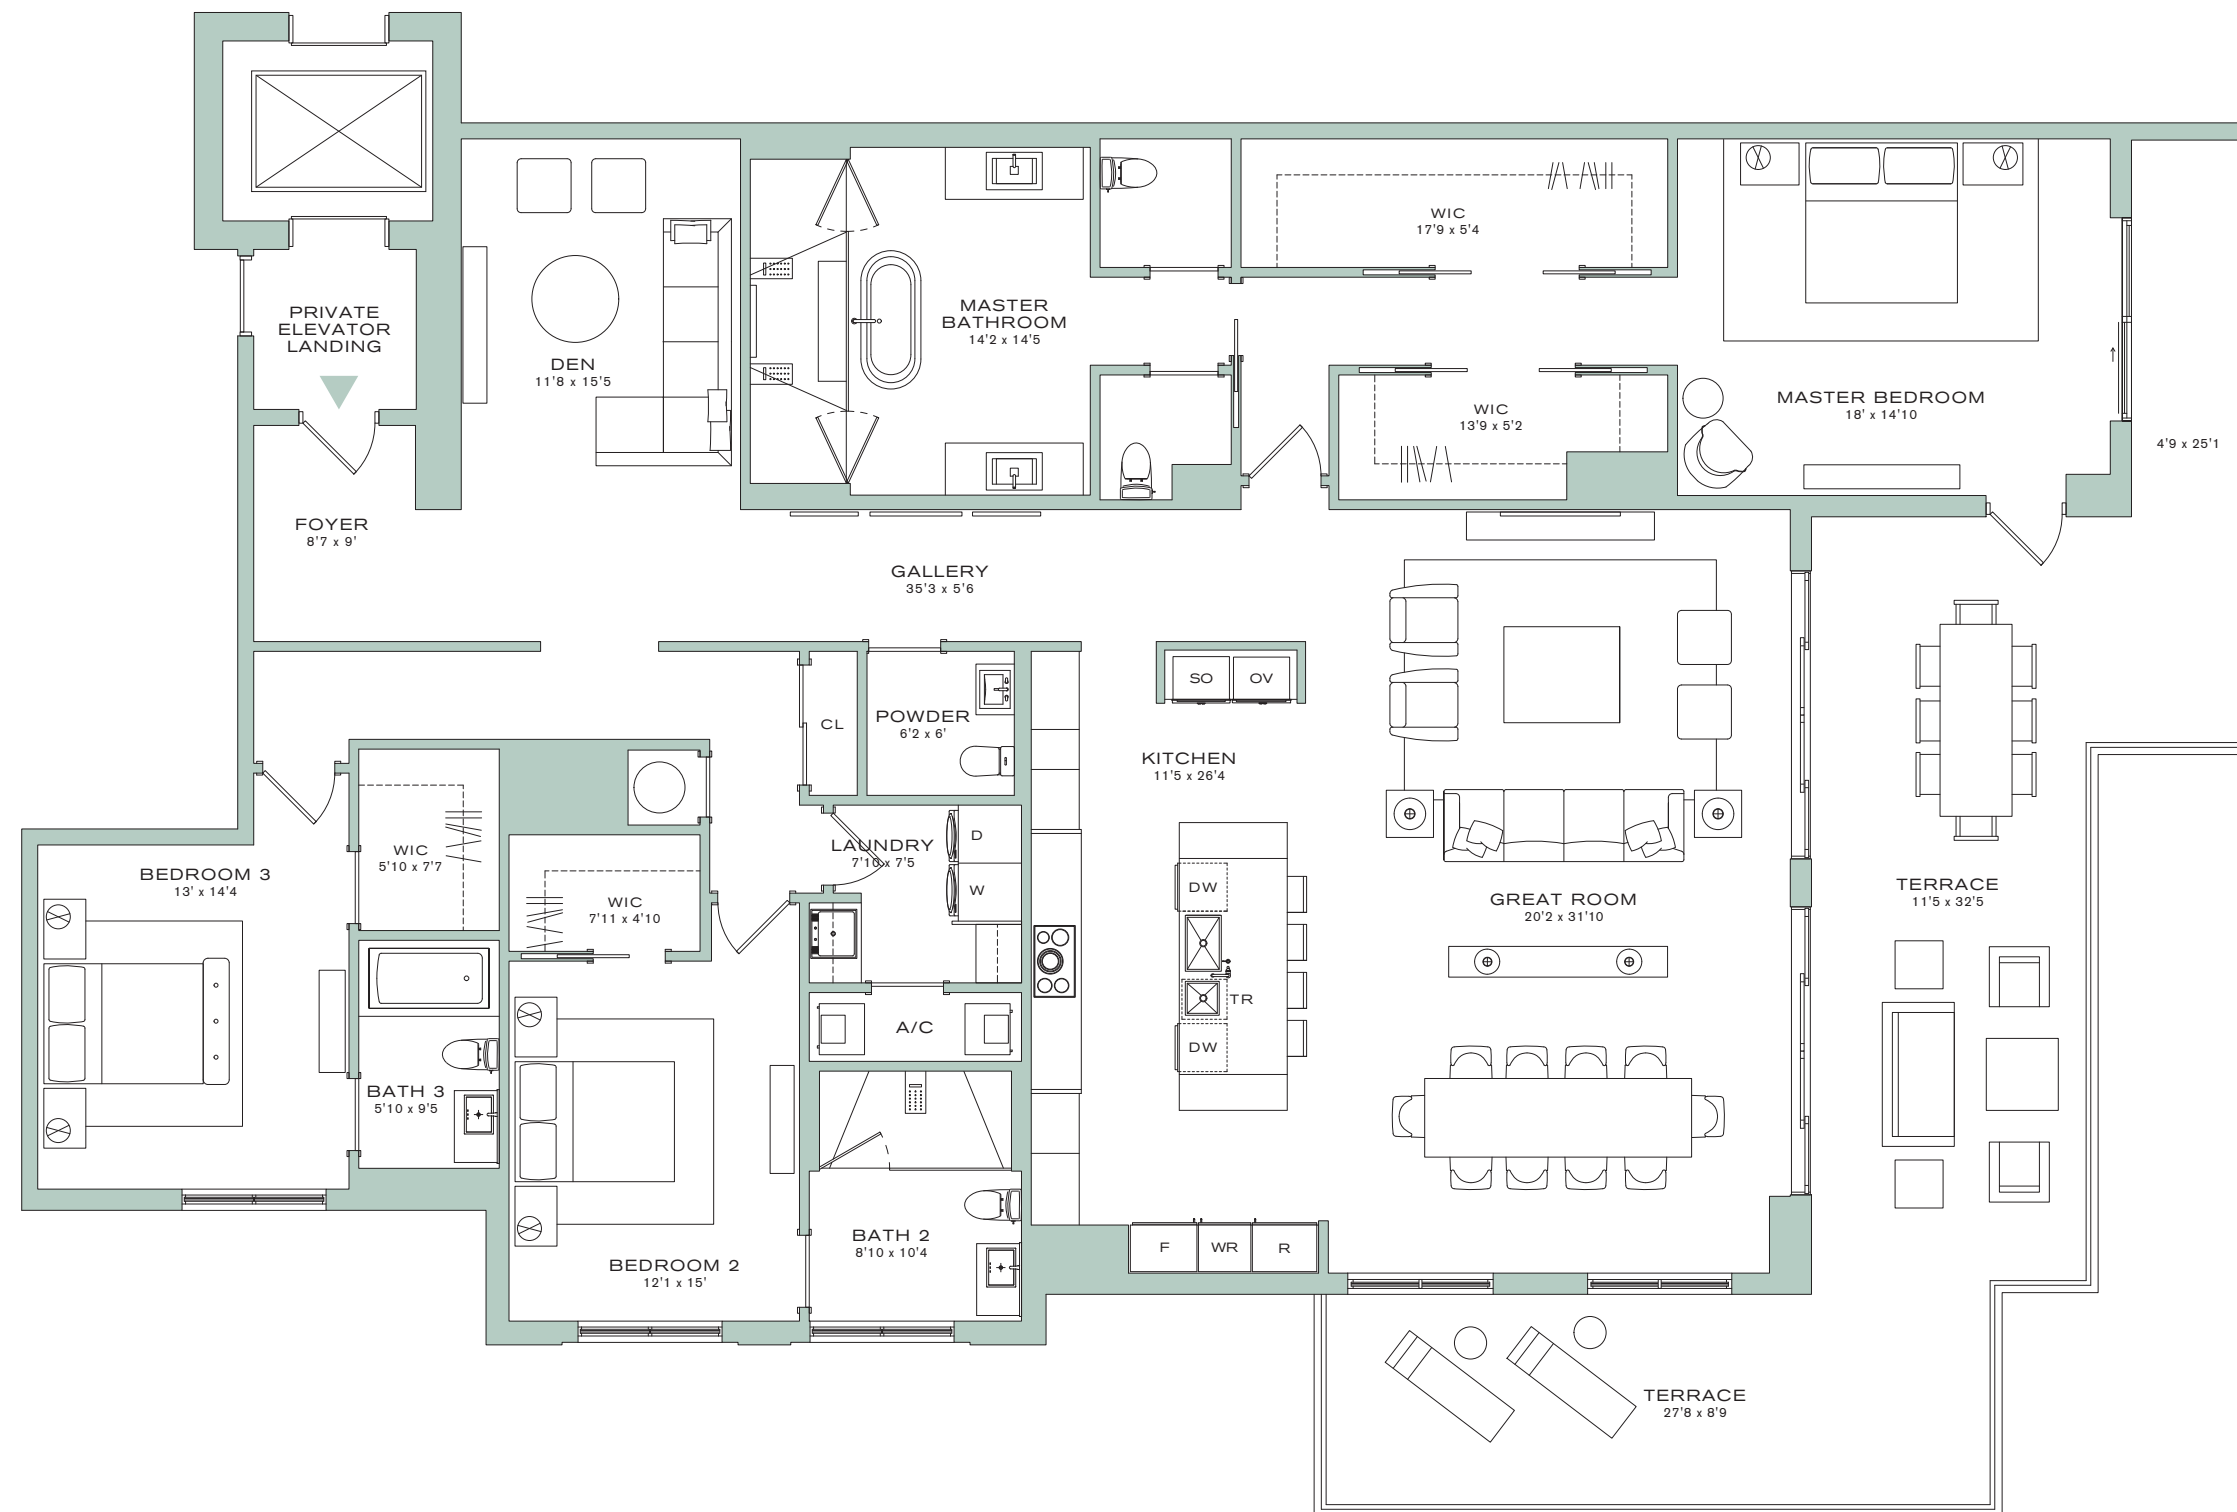 PRIVATE
ELEVATOR
LANDING
DEN
11'8 x 15'5
MASTER
BATHROOM
14'2 x 14'5
WIC
17'9 x 5'4
WIC
13'9 x 5'2
MASTER BEDROOM
18' x 14'10
4'9 x 25'1
FOYER
8'7 x 9'
GALLERY
35'3 x 5'6
CL
POWDER
6'2 x 6'
SO
OV
KITCHEN
11'5 x 26'4
BEDROOM 3
13' x 14'4
WIC
5'10 x 7'7
WIC
7'11 x 4'10
LAUNDRY
7'10 x 7'5
D
W
DW
TR
DW
GREAT ROOM
20'2 x 31'10
TERRACE
11'5 x 32'5
A/C
BATH 3
5'10 x 9'5
BEDROOM 2
12'1 x 15'
BATH 2
8'10 x 10'4
F
WR
R
TERRACE
27'8 x 8'9